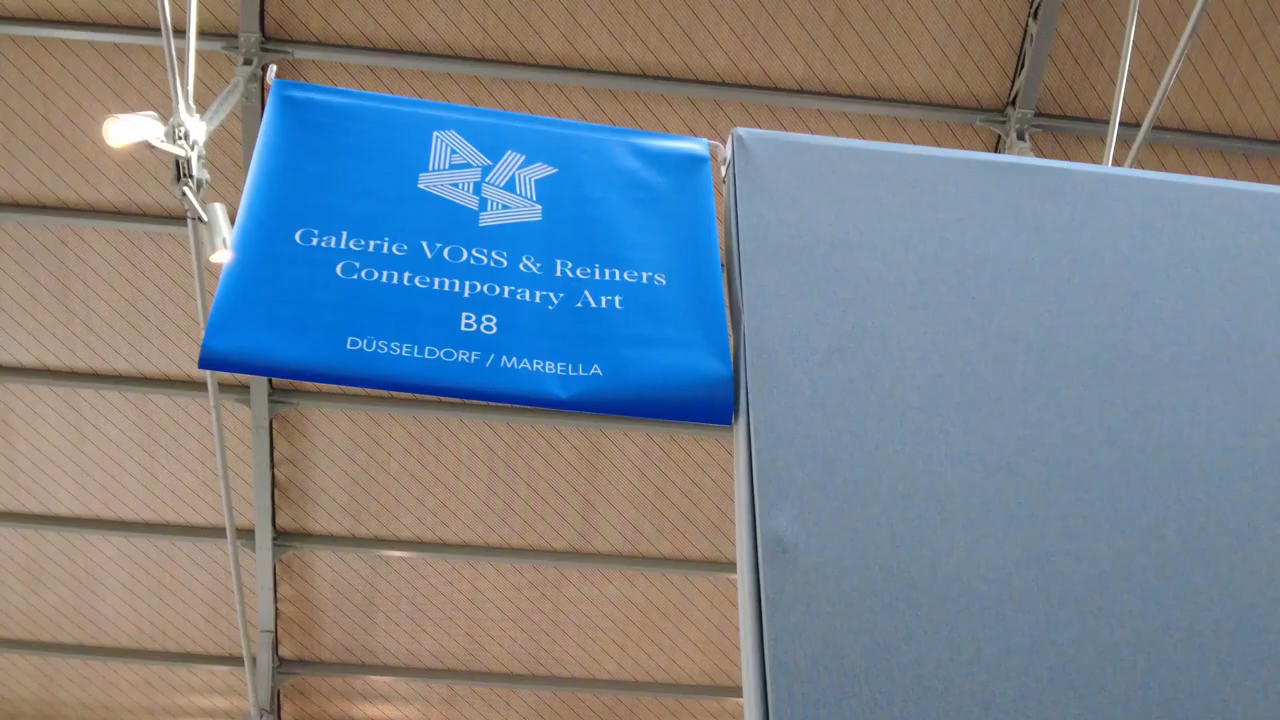 Galerie VOSS & Reiners
Contemporary Art
B8
DÜSSELDORF / MARBELLA